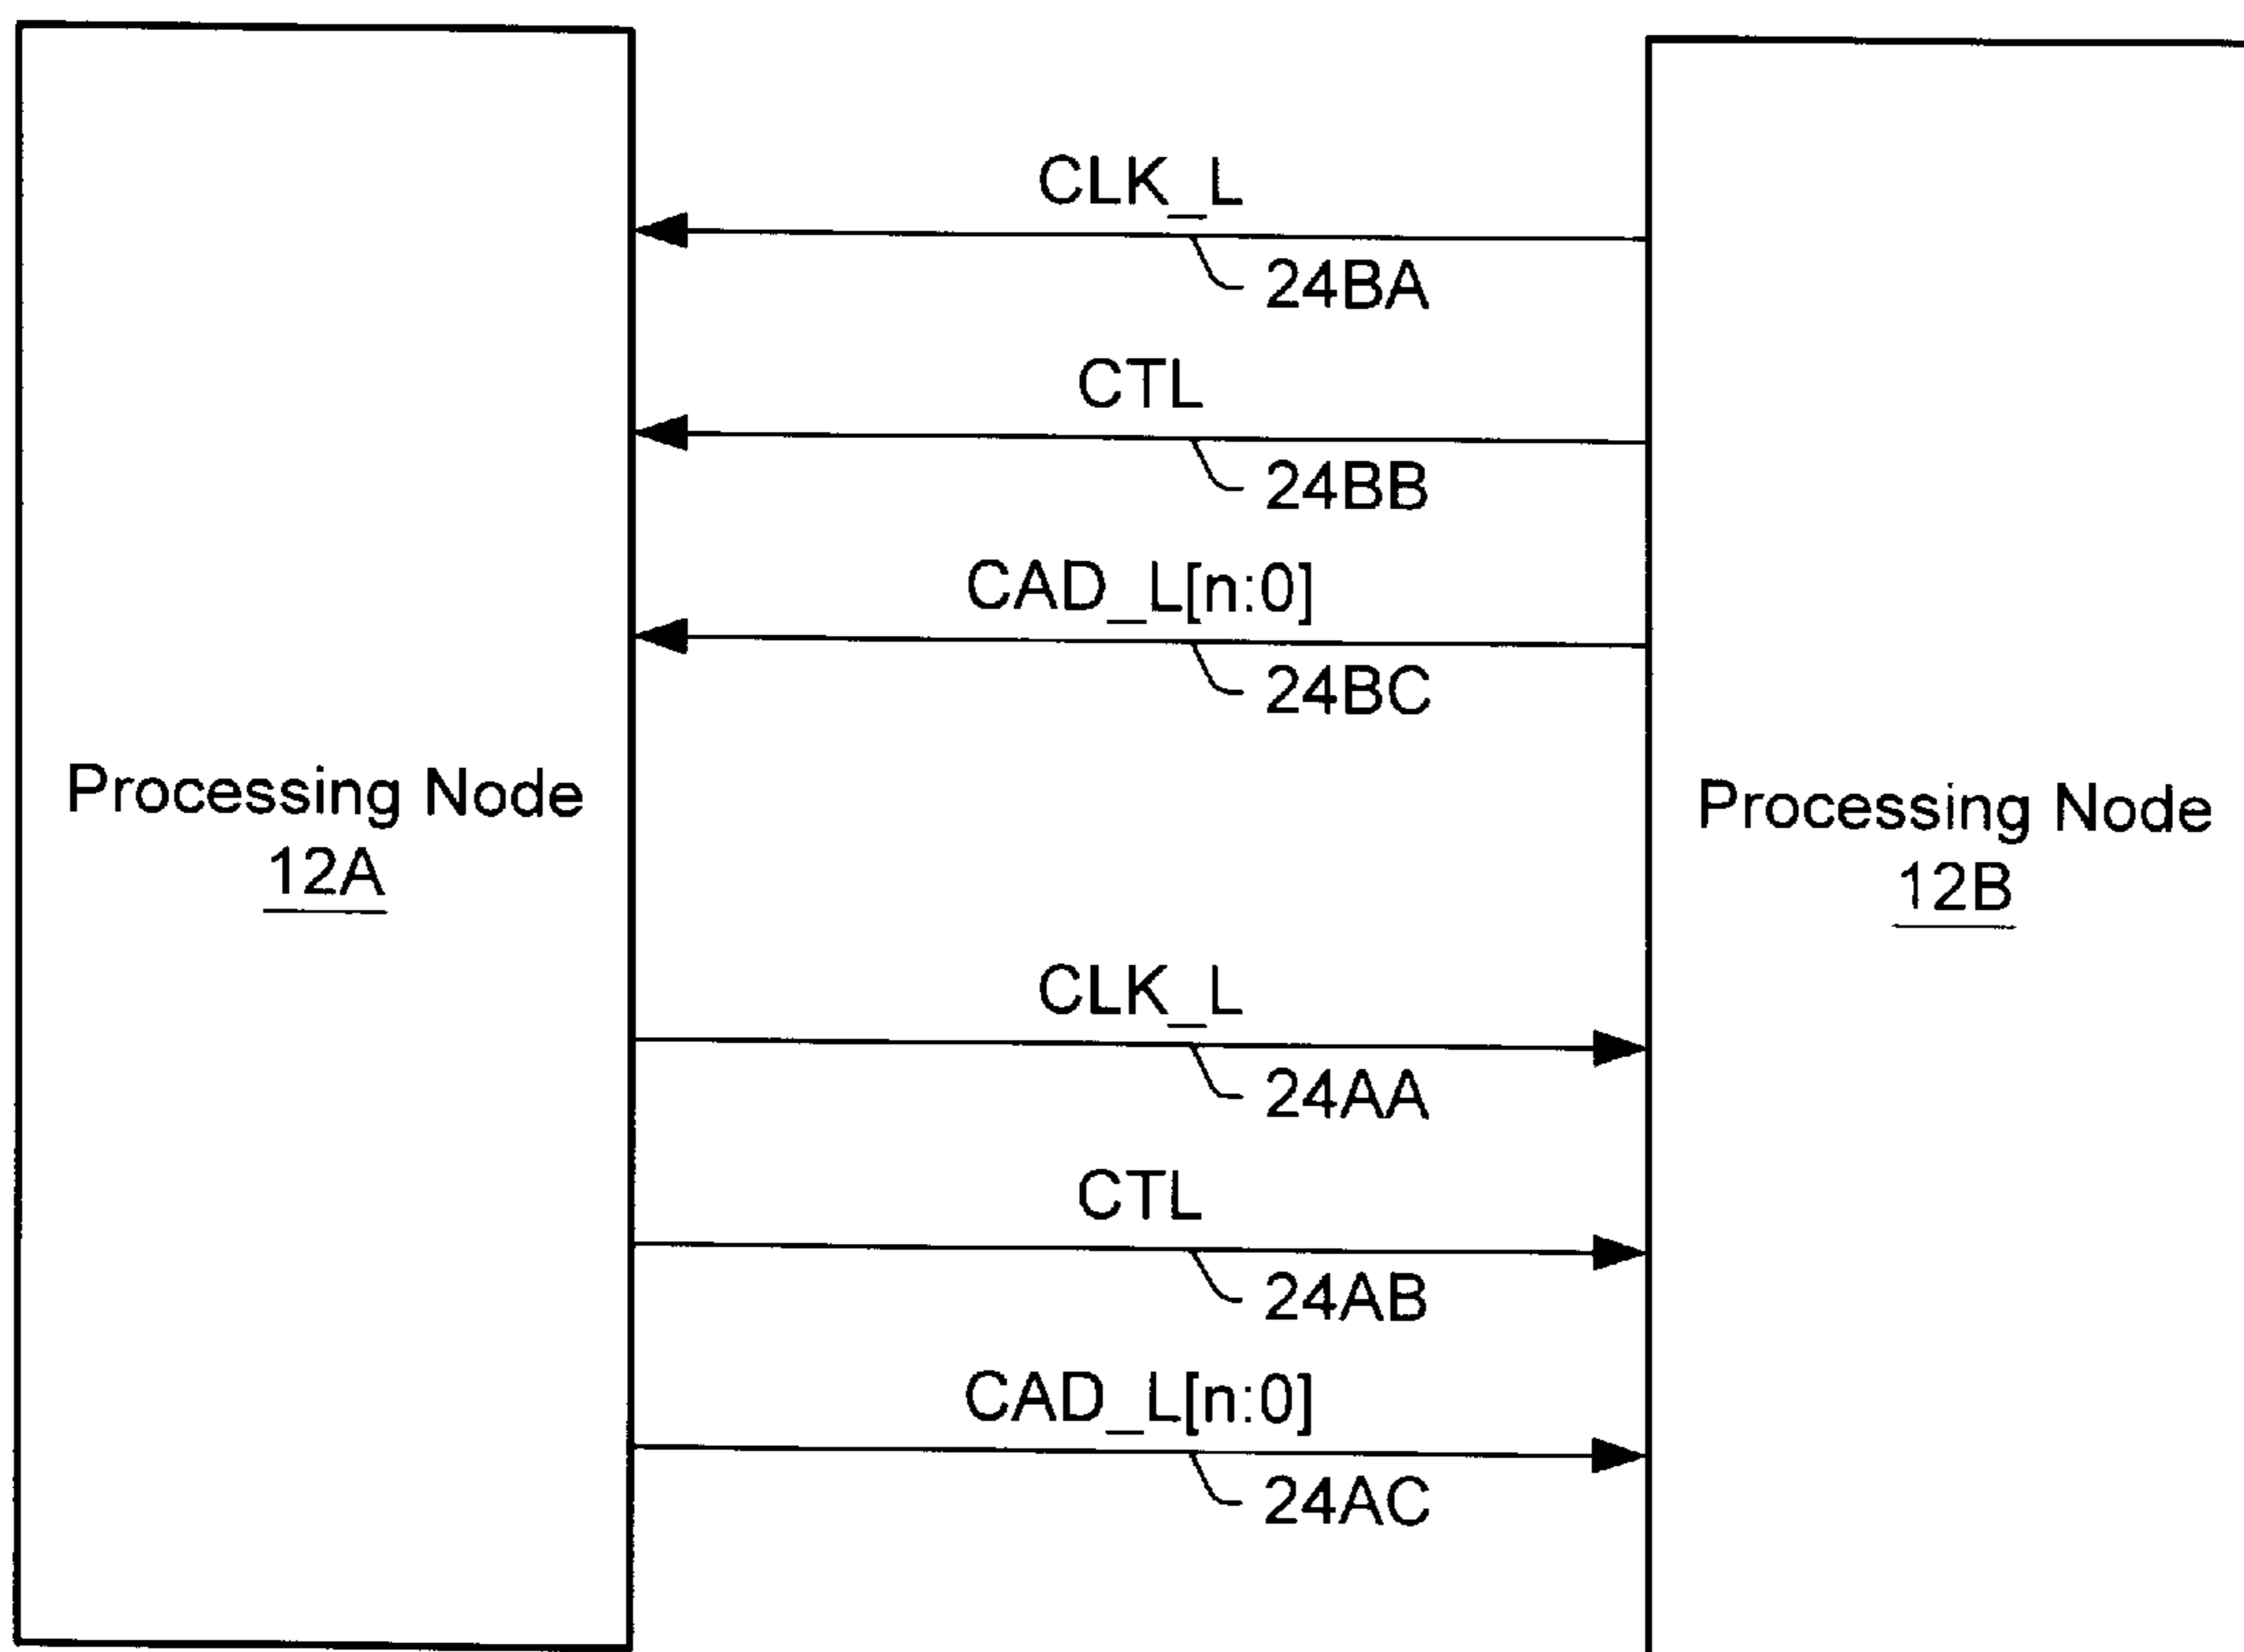 CLK_L
24BA
CTL
24BB
CAD_L[n:0]
24BC
Processing Node
12A
Processing Node
12B
CLK_L
24AA
CTL
24AB
CAD_L[n:0]
24AC